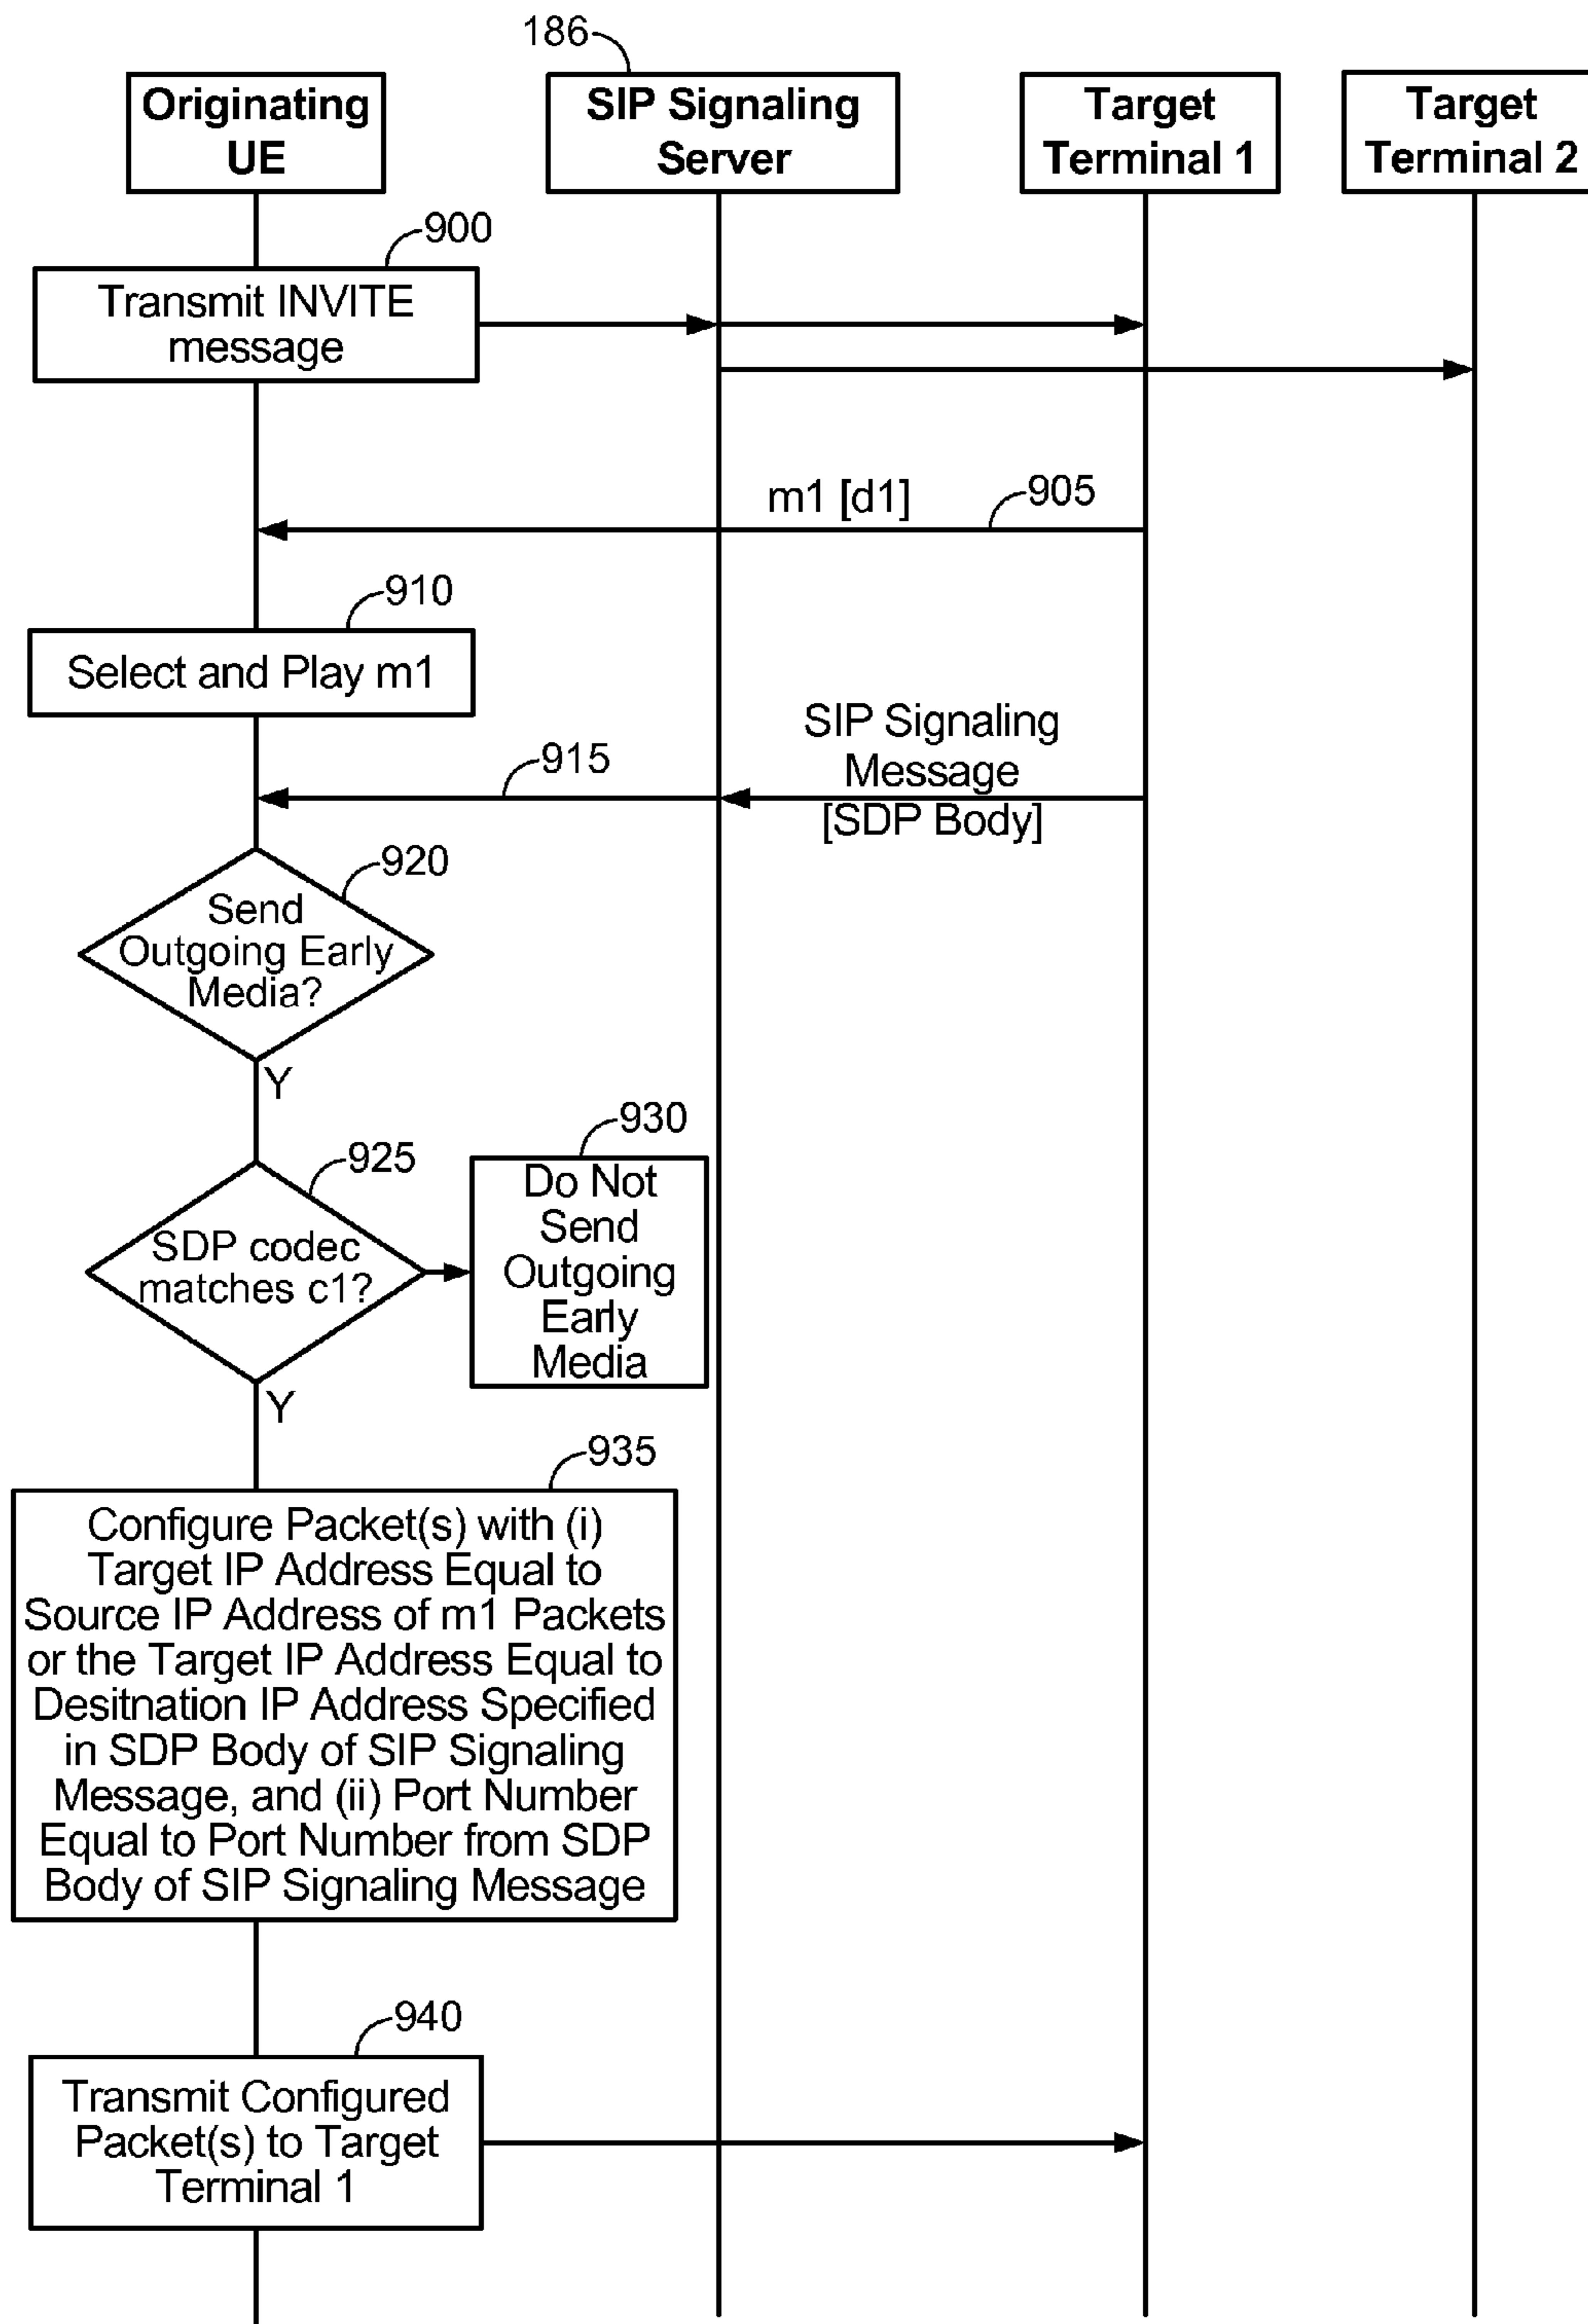 186
Originating
UE
SIP Signaling
Server
Target
Terminal 1
Target
Terminal 2
900
Transmit INVITE
message
m1 [d1]
905
910
Select and Play m1
SIP Signaling
Message
[SDP Body]
915
920
Send
Outgoing Early
Media?
Y
925
SDP codec
matches c1?
930
Do Not
Send
Outgoing
Early
Media
Y
935
Configure Packet(s) with (i)
Target IP Address Equal to
Source IP Address of m1 Packets
or the Target IP Address Equal to
Desitnation IP Address Specified
in SDP Body of SIP Signaling
Message, and (ii) Port Number
Equal to Port Number from SDP
Body of SIP Signaling Message
940
Transmit Configured
Packet(s) to Target
Terminal 1